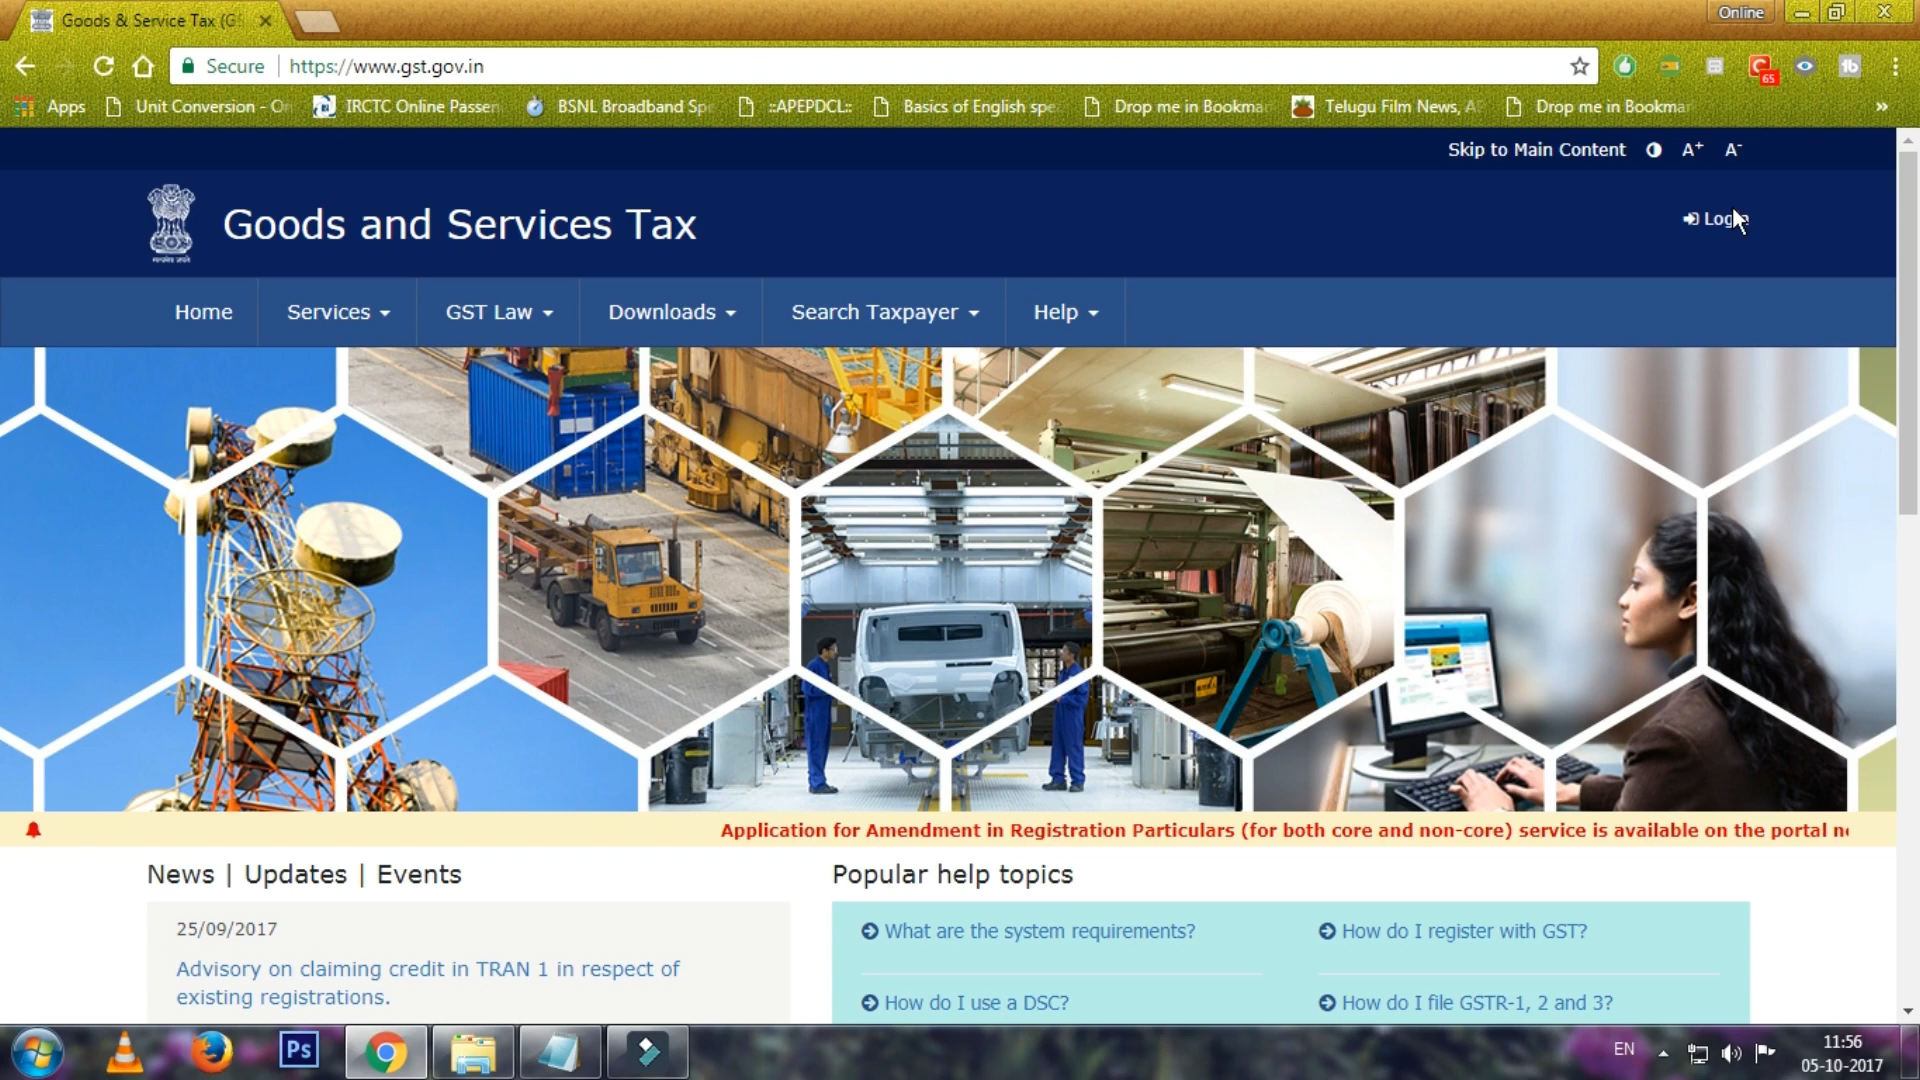 Goods & Service Tax (GS
Online
Secure https://www.gst.gov.in
65
Apps Unit Conversion - On IRCTC Online Passen BSNL Broadband Sp ::APEPDCL:: Basics of English spe Drop me in Bookmar Telugu Film News, A Drop me in Bookmar »
Skip to Main Content A+ A-
Goods and Services Tax
Login
Home Services GST Law Downloads Search Taxpayer Help
Application for Amendment in Registration Particulars (for both core and non-core) service is available on the portal
News | Updates | Events
Popular help topics
25/09/2017
What are the system requirements? How do I register with GST?
Advisory on claiming credit in TRAN 1 in respect of
existing registrations.
How do I use a DSC? How do I file GSTR-1, 2 and 3?
Ps
EN
11:56
05-10-2017